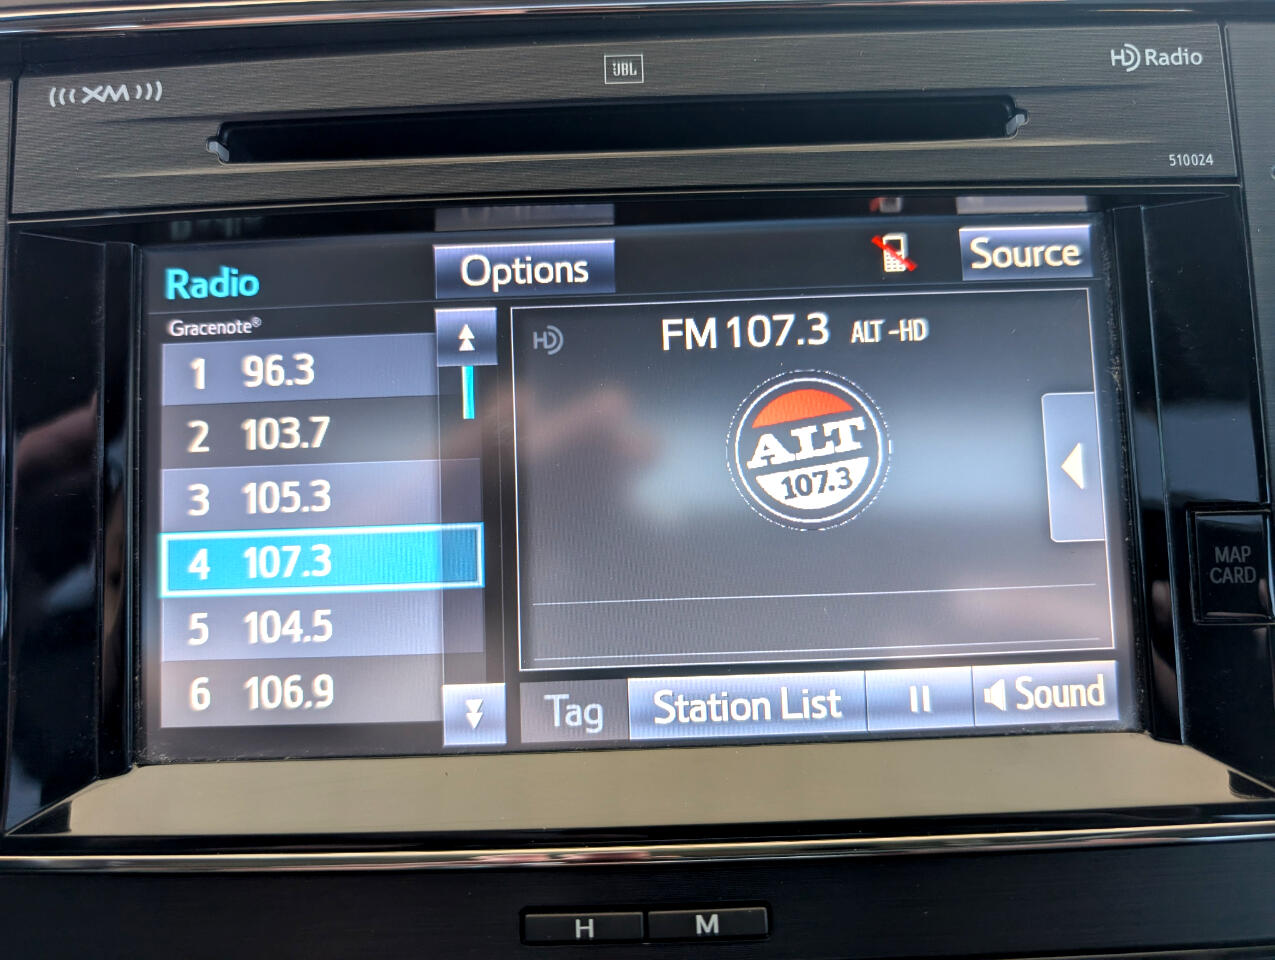 (((XM)))
JBL
HD Radio
510024
Radio
Options
Source
Gracenote®
1 96.3
2 103.7
3 105.3
4 107.3
5 104.5
6 106.9
HD
FM 107.3 ALT-HD
ALT
107.3
Tag
Station List
Sound
MAP
CARD
H
M